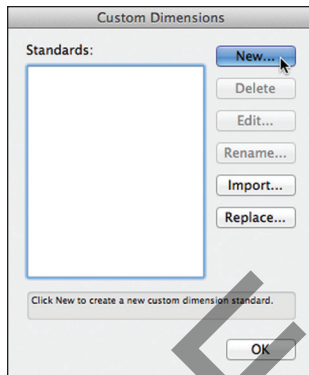 Custom Dimensions
Standards:
New...
Delete
Edit...
Rename...
Import...
Replace...
Click New to create a new custom dimension standard.
OK